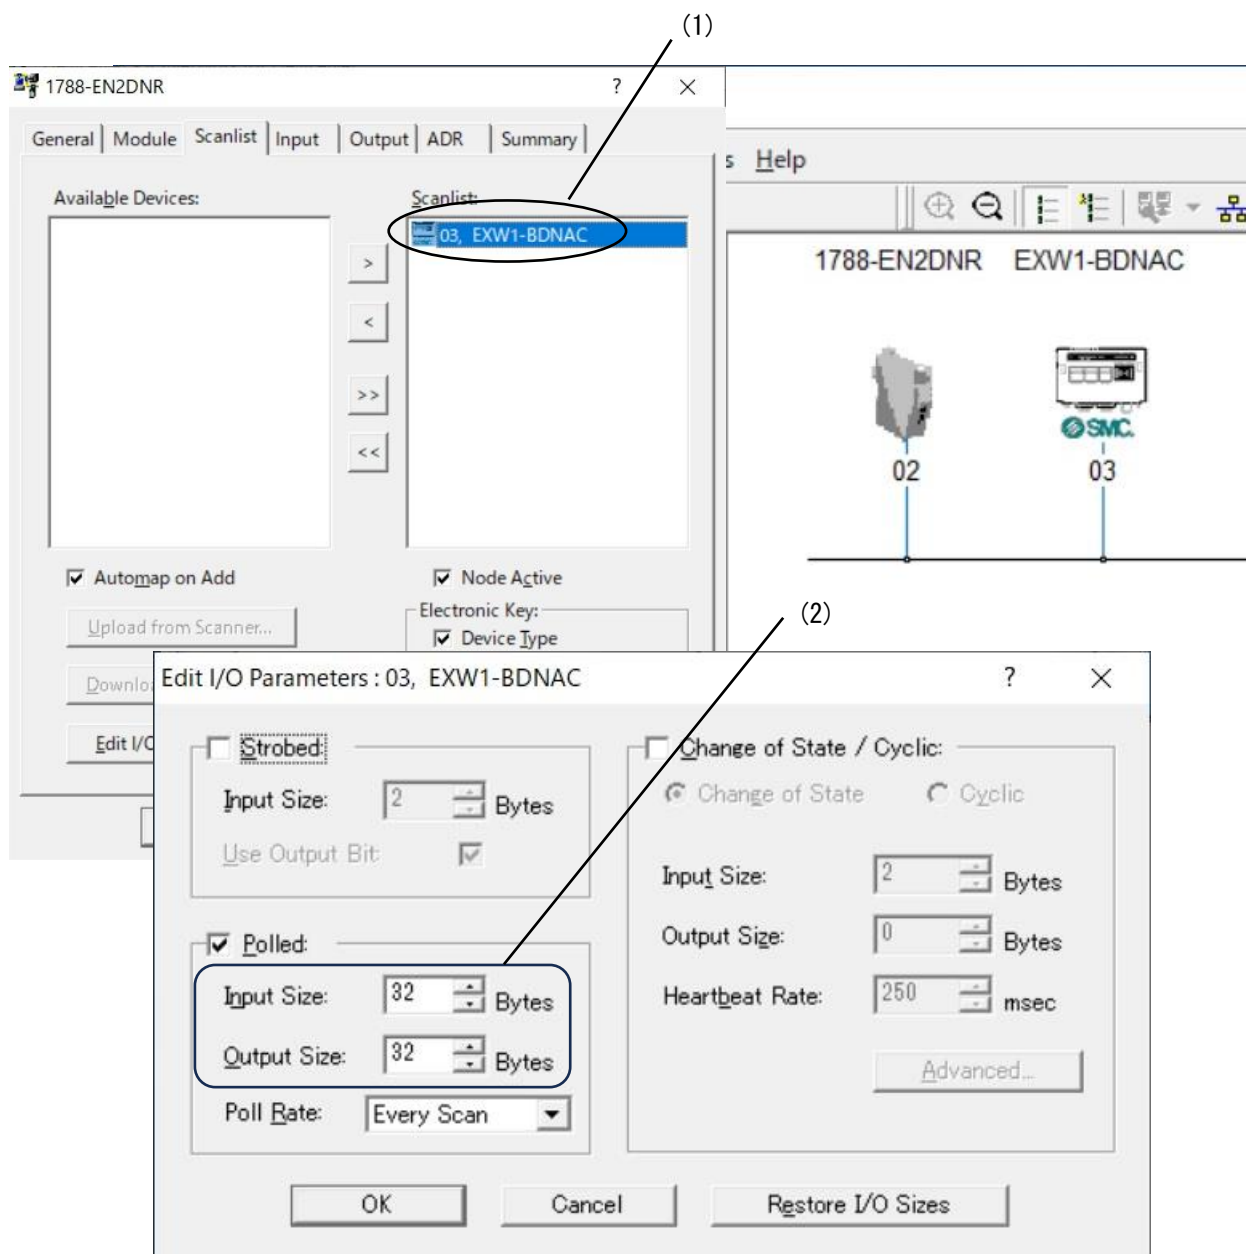 (1)
1788-EN2DNR
?
General Module Scanlist Input Output ADR Summary
s Help
Available Devices:
Scanlist:
03, EXW1-BDNAC
>
<
>>
<<
1788-EN2DNR EXW1-BDNAC
SMC.
02 03
Automap on Add
Node Active
Upload from Scanner...
Electronic Key:
Device Type
(2)
Downlo
Edit I/O
Edit I/O Parameters : 03, EXW1-BDNAC
?
Strobed:
Input Size: 2 Bytes
Use Output Bit:
Polled:
Input Size: 32 Bytes
Output Size: 32 Bytes
Poll Rate: Every Scan
Change of State / Cyclic:
Change of State Cyclic
Input Size: 2 Bytes
Output Size: 0 Bytes
Heartbeat Rate: 250 msec
Advanced...
OK Cancel Restore I/O Sizes